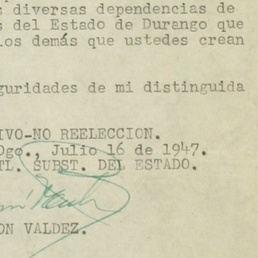 diversas dependencias de
del Estado de Durango que
los demás que ustedes crean
guridades de mi distinguida
IVO-NO REELECCION.
Dgo., Julio 16 de 1947.
TL. SUBST. DEL ESTADO.
ON VALDEZ.